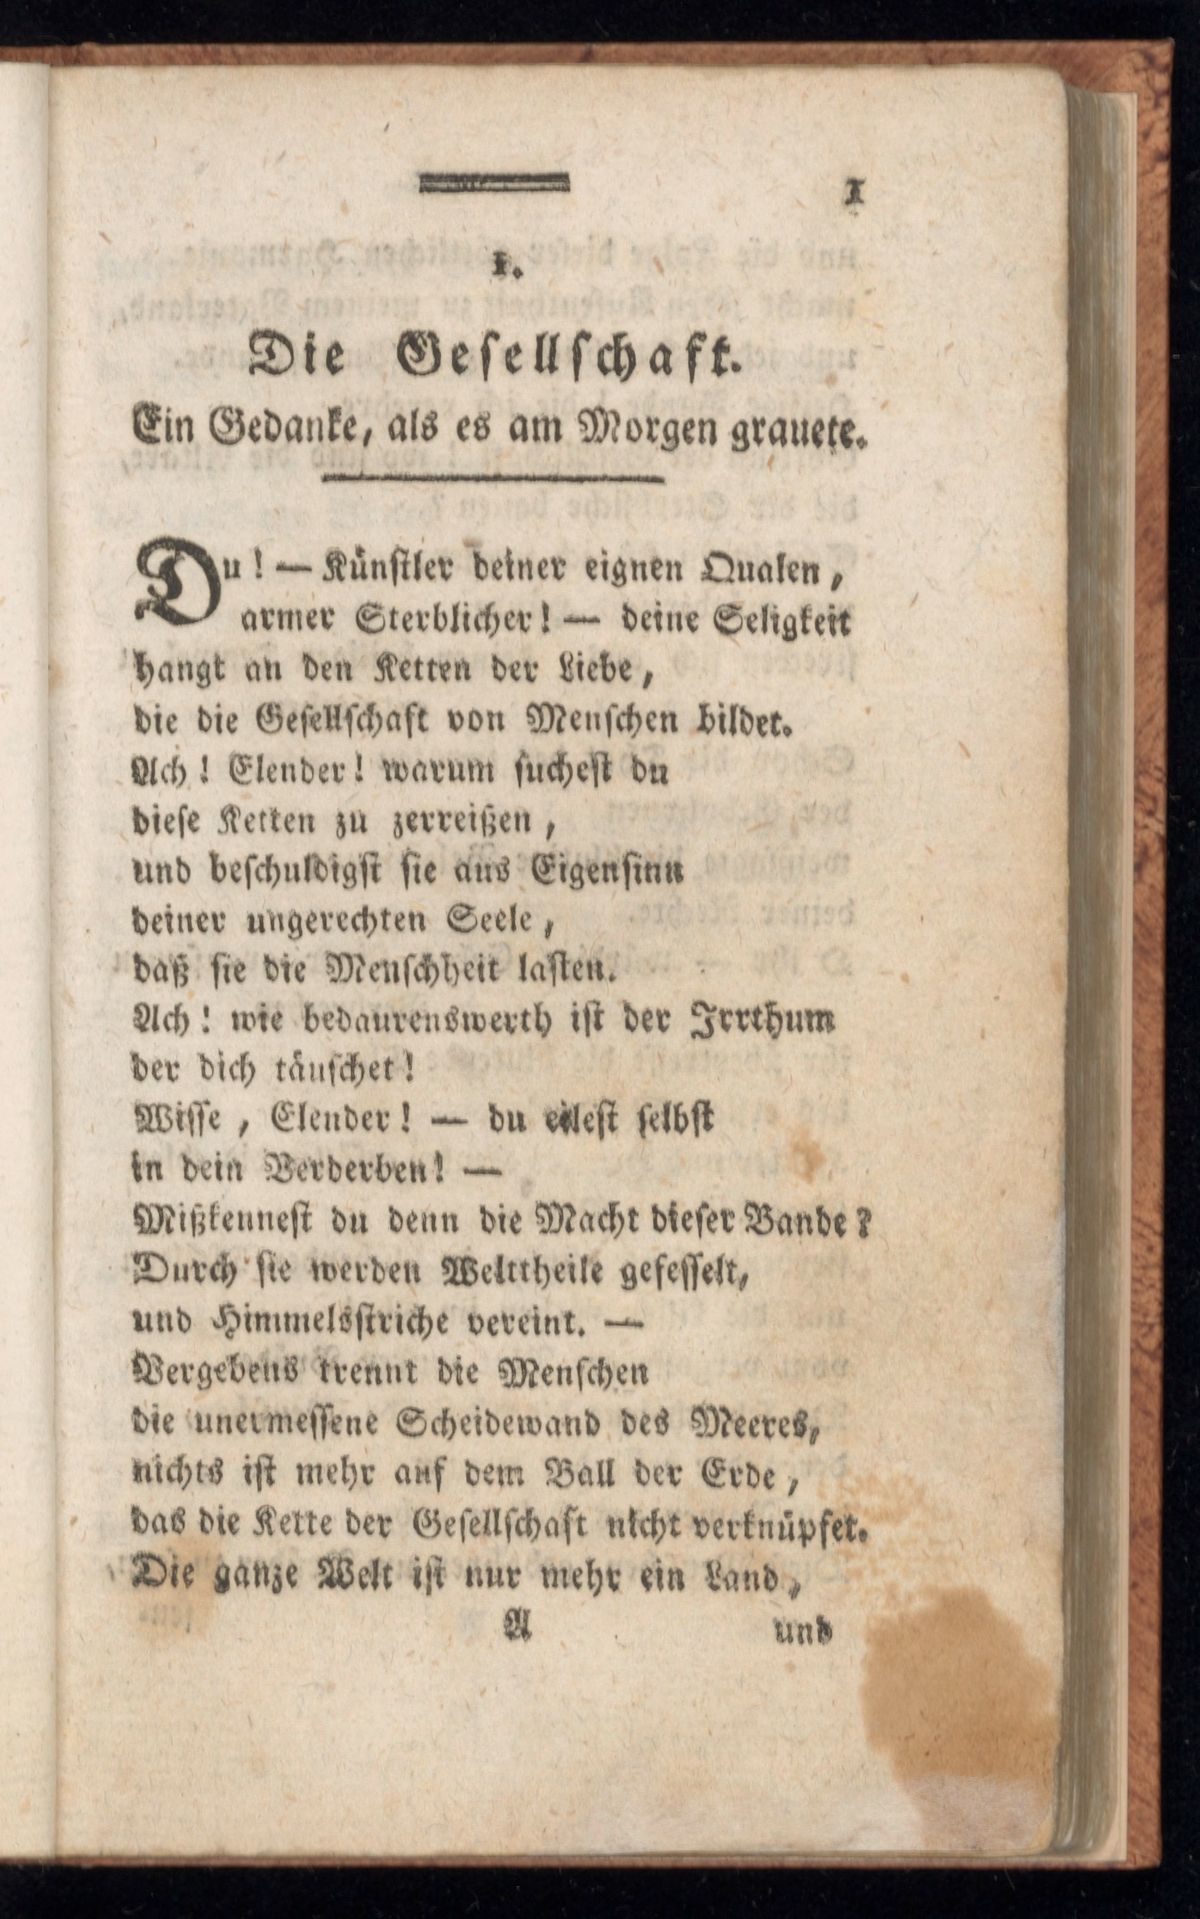 1
1.
Die Gesellschaft.
Ein Gedanke, als es am Morgen grauete.
Du! — Künstler deiner eignen Qualen,
armer Sterblicher! — deine Seligkeit
hangt an den Ketten der Liebe,
die die Gesellschaft von Menschen bildet.
Ach! Elender! warum suchest du
diese Ketten zu zerreißen,
und beschuldigst sie aus Eigensinn
deiner ungerechten Seele,
daß sie die Menschheit lasten.
Ach! wie bedaurenswerth ist der Irrthum
der dich täuschet!
Wisse, Elender! — du eilest selbst
in dein Verderben! —
Mißkennest du denn die Macht dieser Bande?
Durch sie werden Welttheile gefesselt,
und Himmelsstriche vereint. —
Vergebens trennt die Menschen
die unermessene Scheidewand des Meeres,
nichts ist mehr auf dem Ball der Erde,
das die Kette der Gesellschaft nicht verknüpfet.
Die ganze Welt ist nur mehr ein Land,
A und